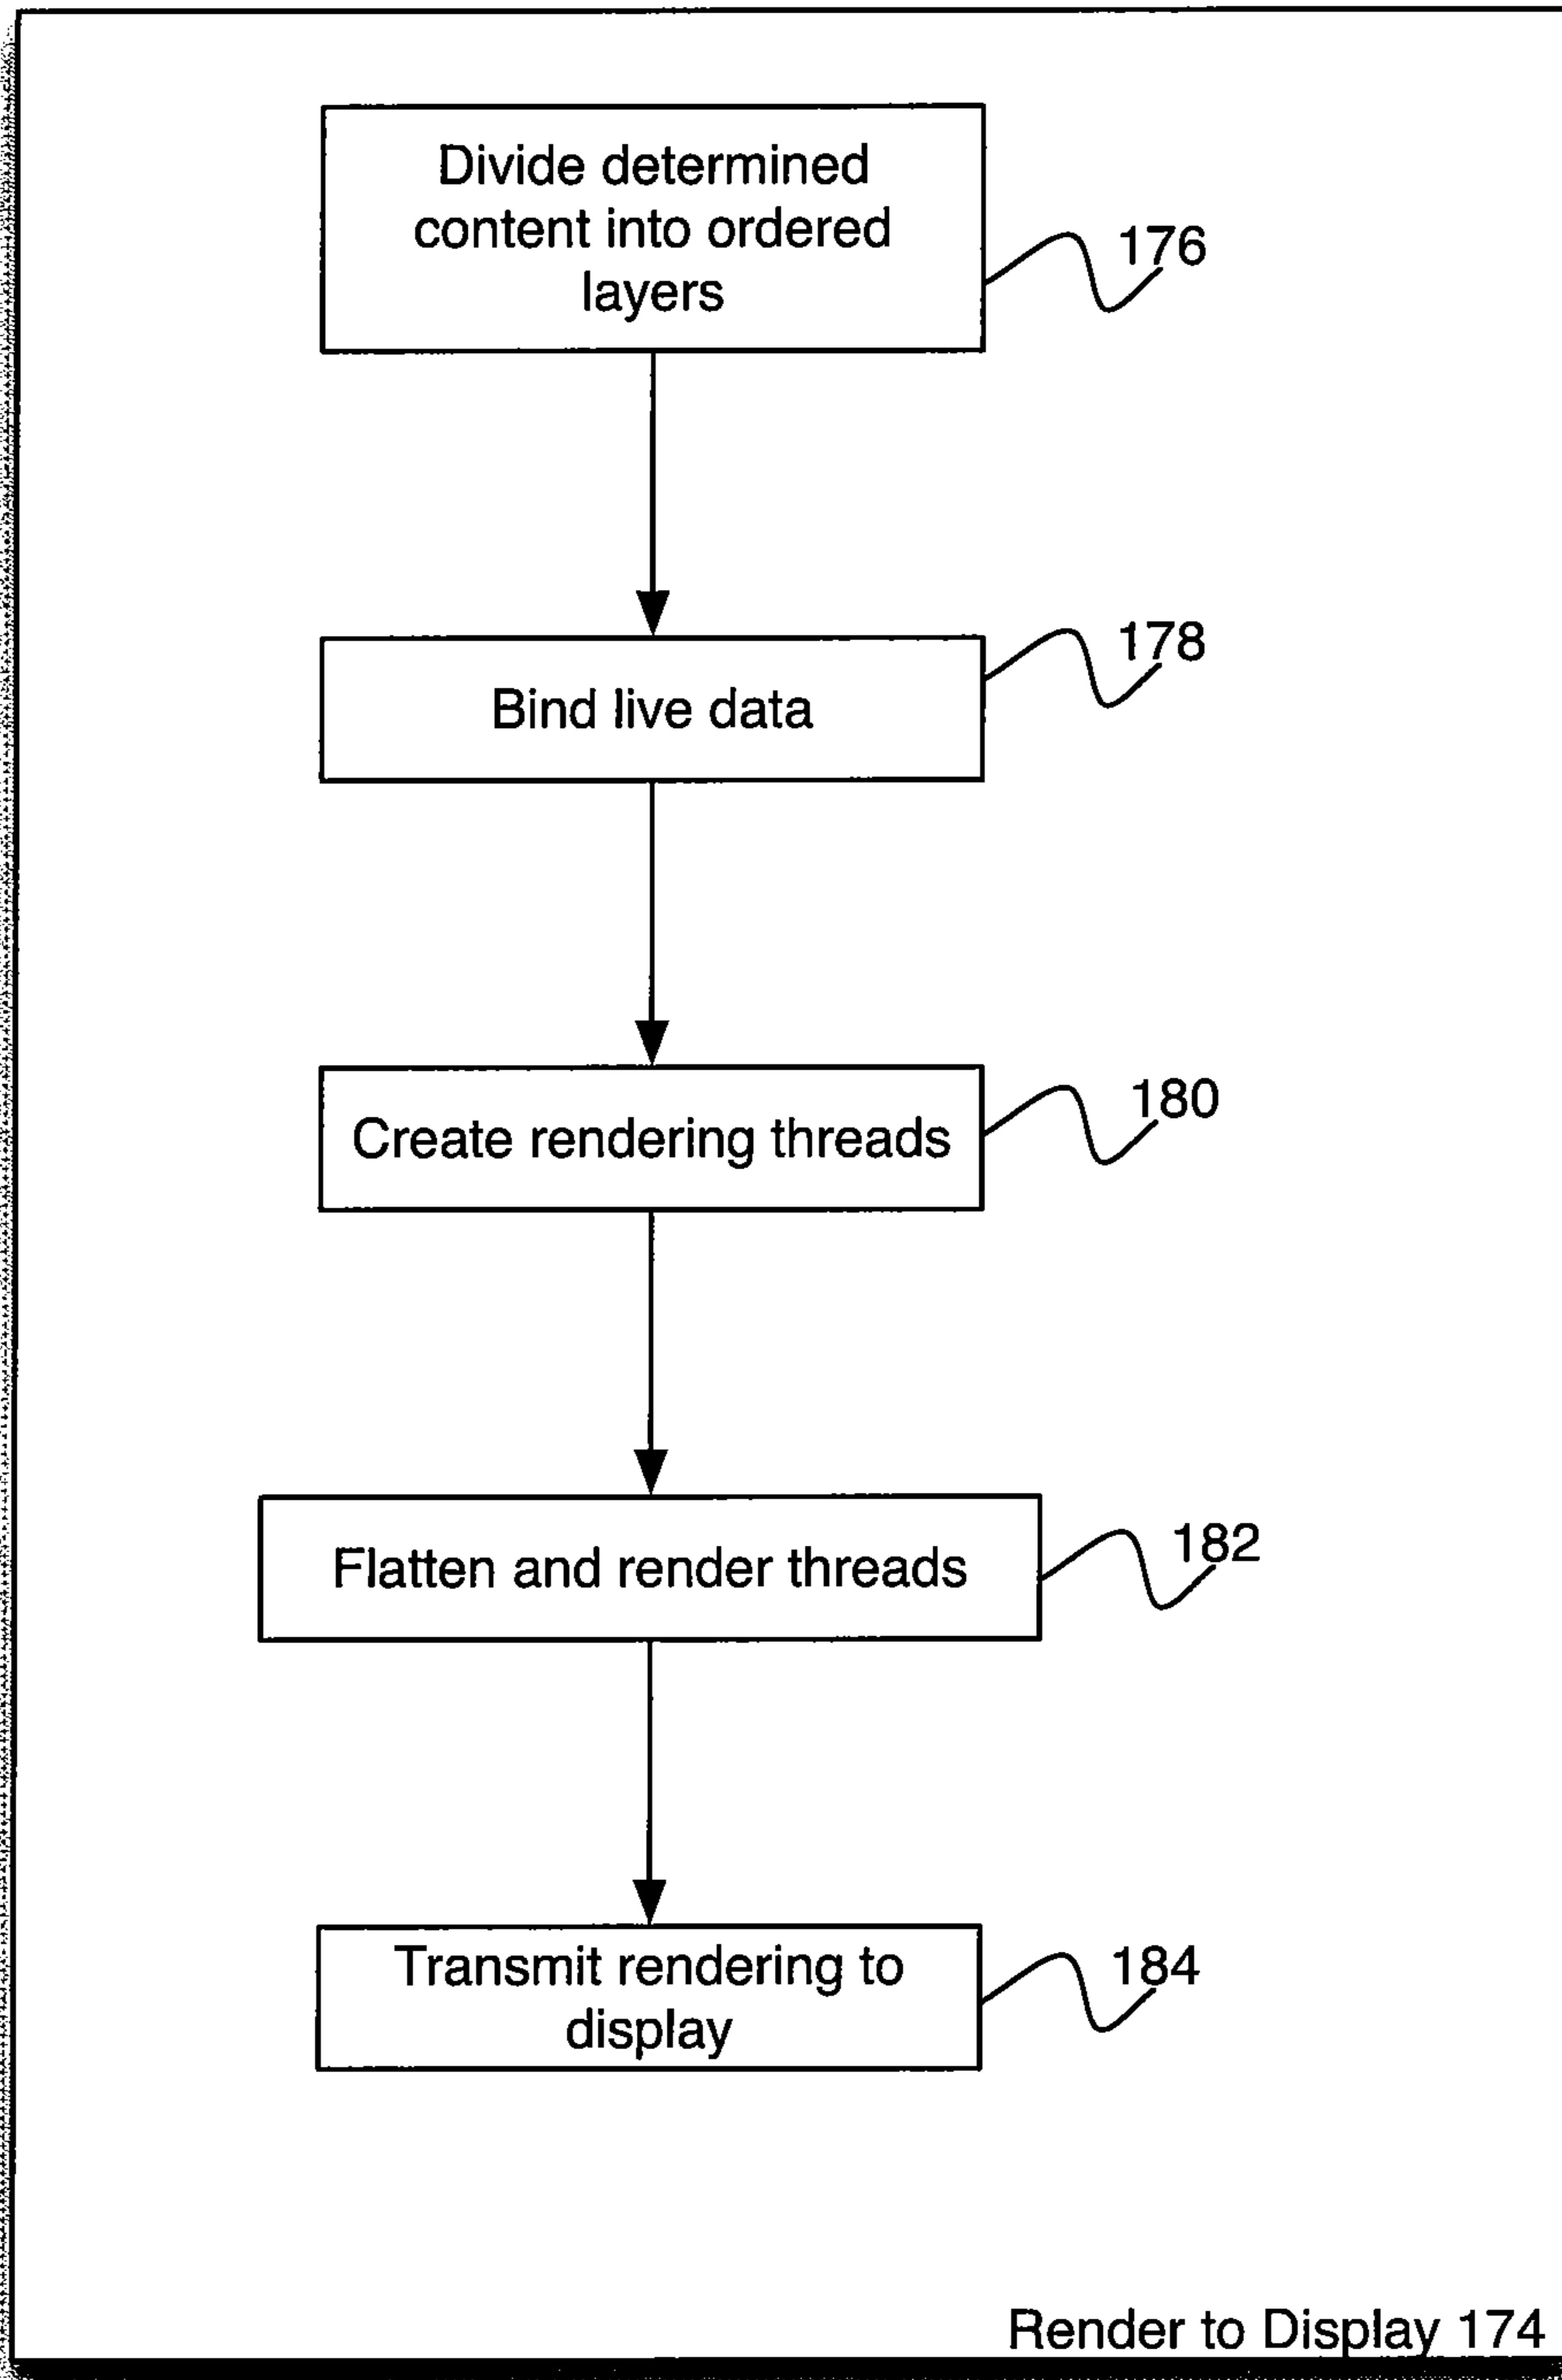 Divide determined
content into ordered
layers
176
Bind live data
178
Create rendering threads
180
Flatten and render threads
182
Transmit rendering to
display
184
Render to Display 174